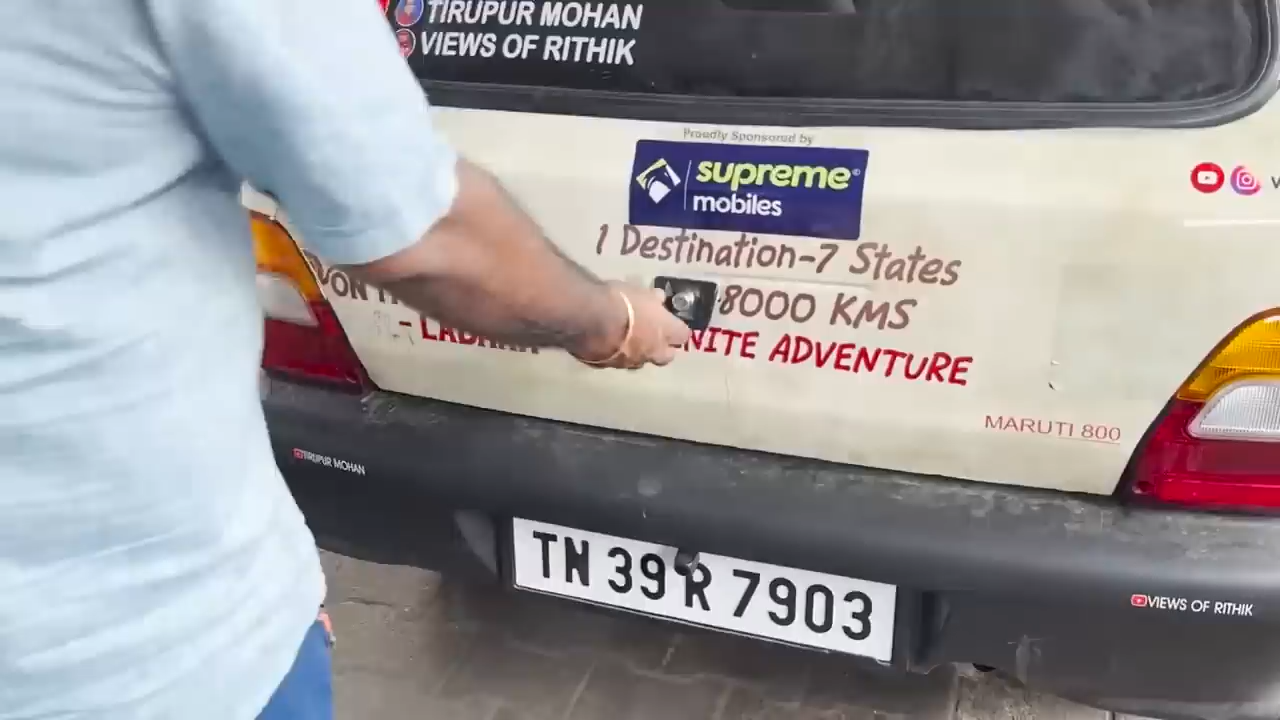 TIRUPUR MOHAN
VIEWS OF RITHIK
Proudly Sponsored by
supreme®
mobiles
1 Destination-7 States
8000 KMS
ADVENTURE
MARUTI 800
TIRUPUR MOHAN
TN 39 R 7903
VIEWS OF RITHIK